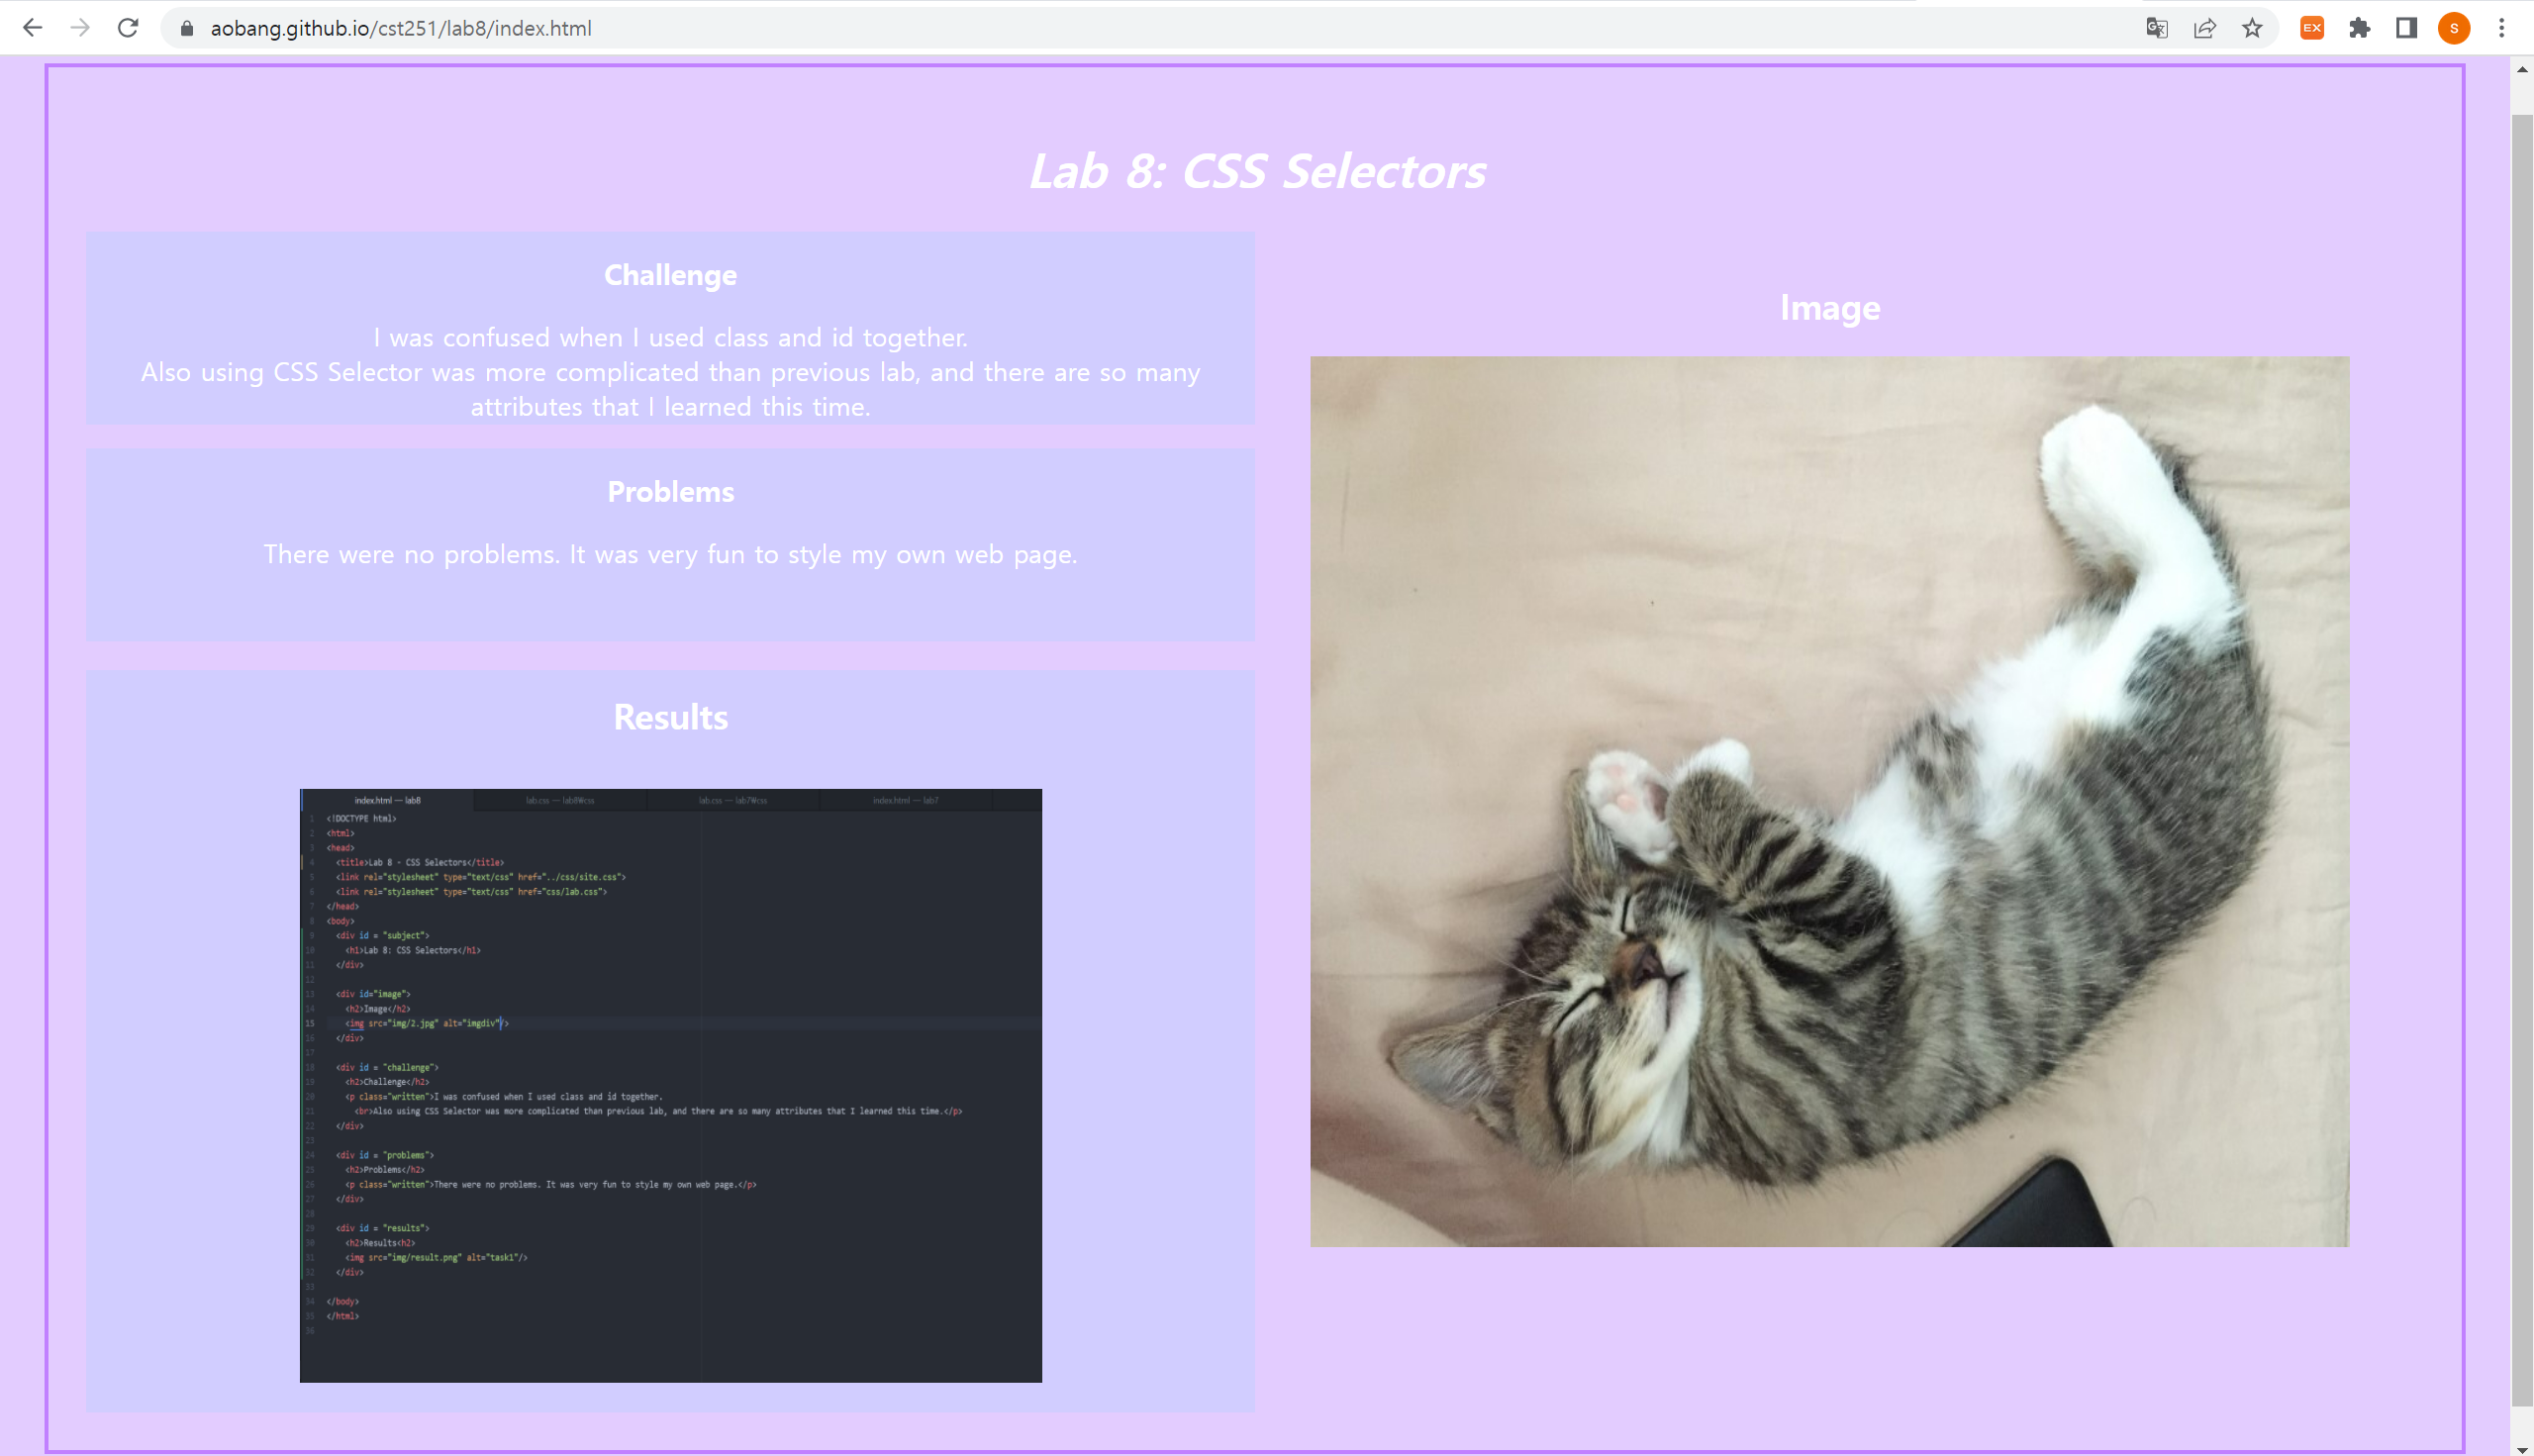 aobang.github.io/cst251/lab8/index.html
EX
S
Lab 8: CSS Selectors
Challenge
I was confused when I used class and id together.
Also using CSS Selector was more complicated than previous lab, and there are so many
attributes that I learned this time.
Problems
There were no problems. It was very fun to style my own web page.
Results
index.html — lab8 lab.css — lab8₩css lab.css — lab7₩css index.html — lab7
1 <!DOCTYPE html>
2 <html>
3 <head>
4 <title>Lab 8 - CSS Selectors</title>
5 <link rel="stylesheet" type="text/css" href="../css/site.css">
6 <link rel="stylesheet" type="text/css" href="css/lab.css">
7 </head>
8 <body>
9 <div id = "subject">
10 <h1>Lab 8: CSS Selectors</h1>
11 </div>
12
13 <div id="image">
14 <h2>Image</h2>
15 <img src="img/2.jpg" alt="imgdiv"/>
16 </div>
17
18 <div id = "challenge">
19 <h2>Challenge</h2>
20 <p class="written">I was confused when I used class and id together.
21 <br>Also using CSS Selector was more complicated than previous lab, and there are so many attributes that I learned this time.</p>
22 </div>
23
24 <div id = "problems">
25 <h2>Problems</h2>
26 <p class="written">There were no problems. It was very fun to style my own web page.</p>
27 </div>
28
29 <div id = "results">
30 <h2>Results<h2>
31 <img src="img/result.png" alt="task1"/>
32 </div>
33
34 </body>
35 </html>
36
Image